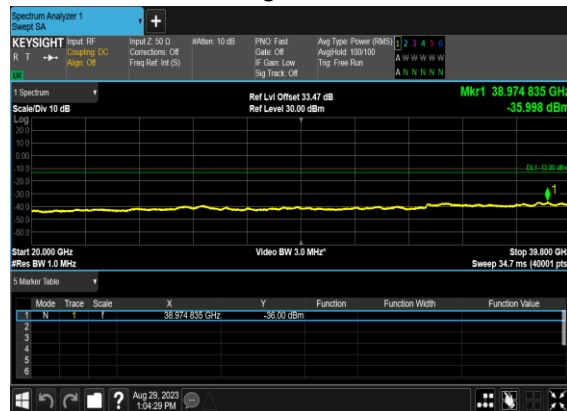 Spectrum Analyzer 1
Swept SA
+
KEYSIGHT Input: RF Input Z: 50 Ω #Atten: 10 dB PNO: Fast Avg Type: Power (RMS) 1 2 3 4 5 6
R T Coupling: DC Corrections: Off Gate: Off Avg|Hold: 100/100 A W W W W W
Align: Off Freq Ref: Int (S) IF Gain: Low Trig: Free Run
Sig Track: Off A N N N N N
1 Spectrum Ref Lvl Offset 33.47 dB Mkr1 38.974 835 GHz
Scale/Div 10 dB Ref Level 30.00 dBm -35.998 dBm
Log
20.0
10.0
0.00
-10.0 DL1 -13.00 dBm
-20.0
-30.0 1
-40.0
-50.0
-60.0
Start 20.000 GHz Video BW 3.0 MHz* Stop 39.800 GHz
#Res BW 1.0 MHz Sweep 34.7 ms (40001 pts)
5 Marker Table
Mode Trace Scale X Y Function Function Width Function Value
1 N 1 f 38.974 835 GHz -36.00 dBm
2
3
4
5
6
? Aug 29, 2023
1:04:29 PM